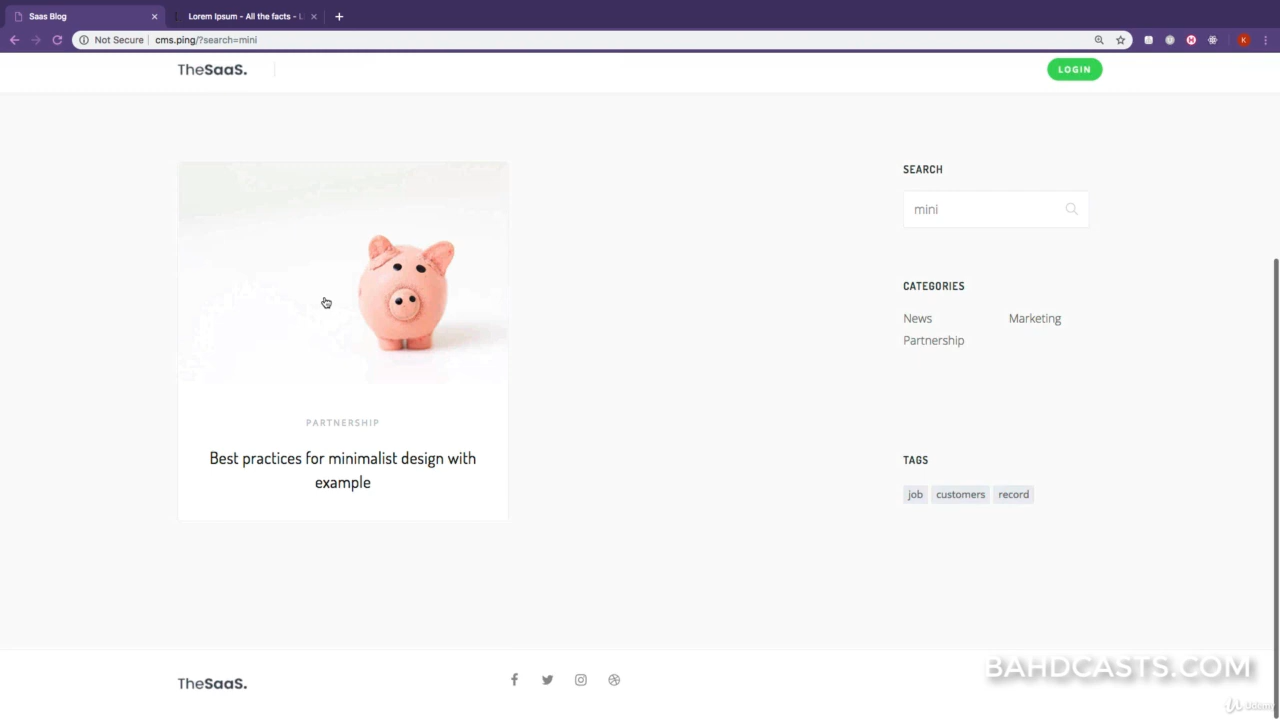 Saas Blog
Lorem Ipsum - All the facts - L
Not Secure
cms.ping/?search=mini
K
TheSaaS.
LOGIN
SEARCH
mini
CATEGORIES
News
Marketing
Partnership
PARTNERSHIP
Best practices for minimalist design with
example
TAGS
job
customers
record
TheSaaS.
BAHDCASTS.COM
Udemy